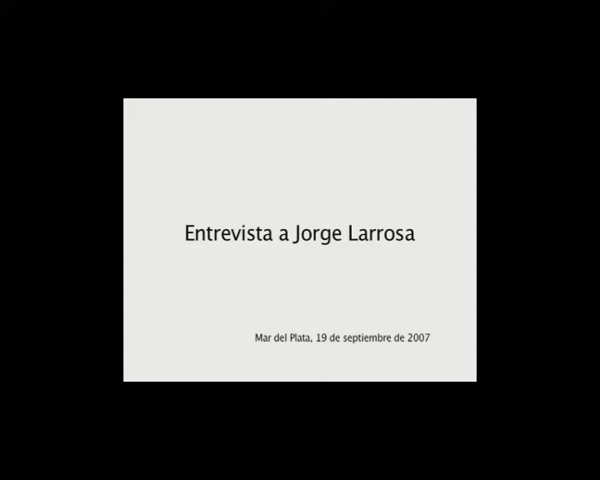 Entrevista a Jorge Larrosa
Mar del Plata, 19 de septiembre de 2007